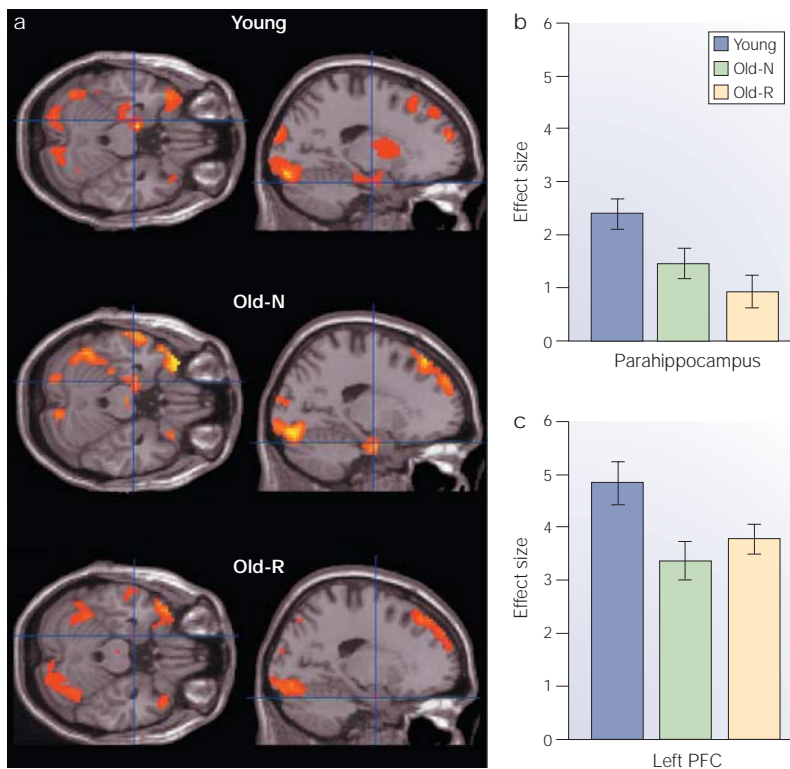 a
Young
Old-N
Old-R
b
6
5
4
3
2
1
0
Effect size
Young
Old-N
Old-R
Parahippocampus
c
6
5
4
3
2
1
0
Effect size
Left PFC